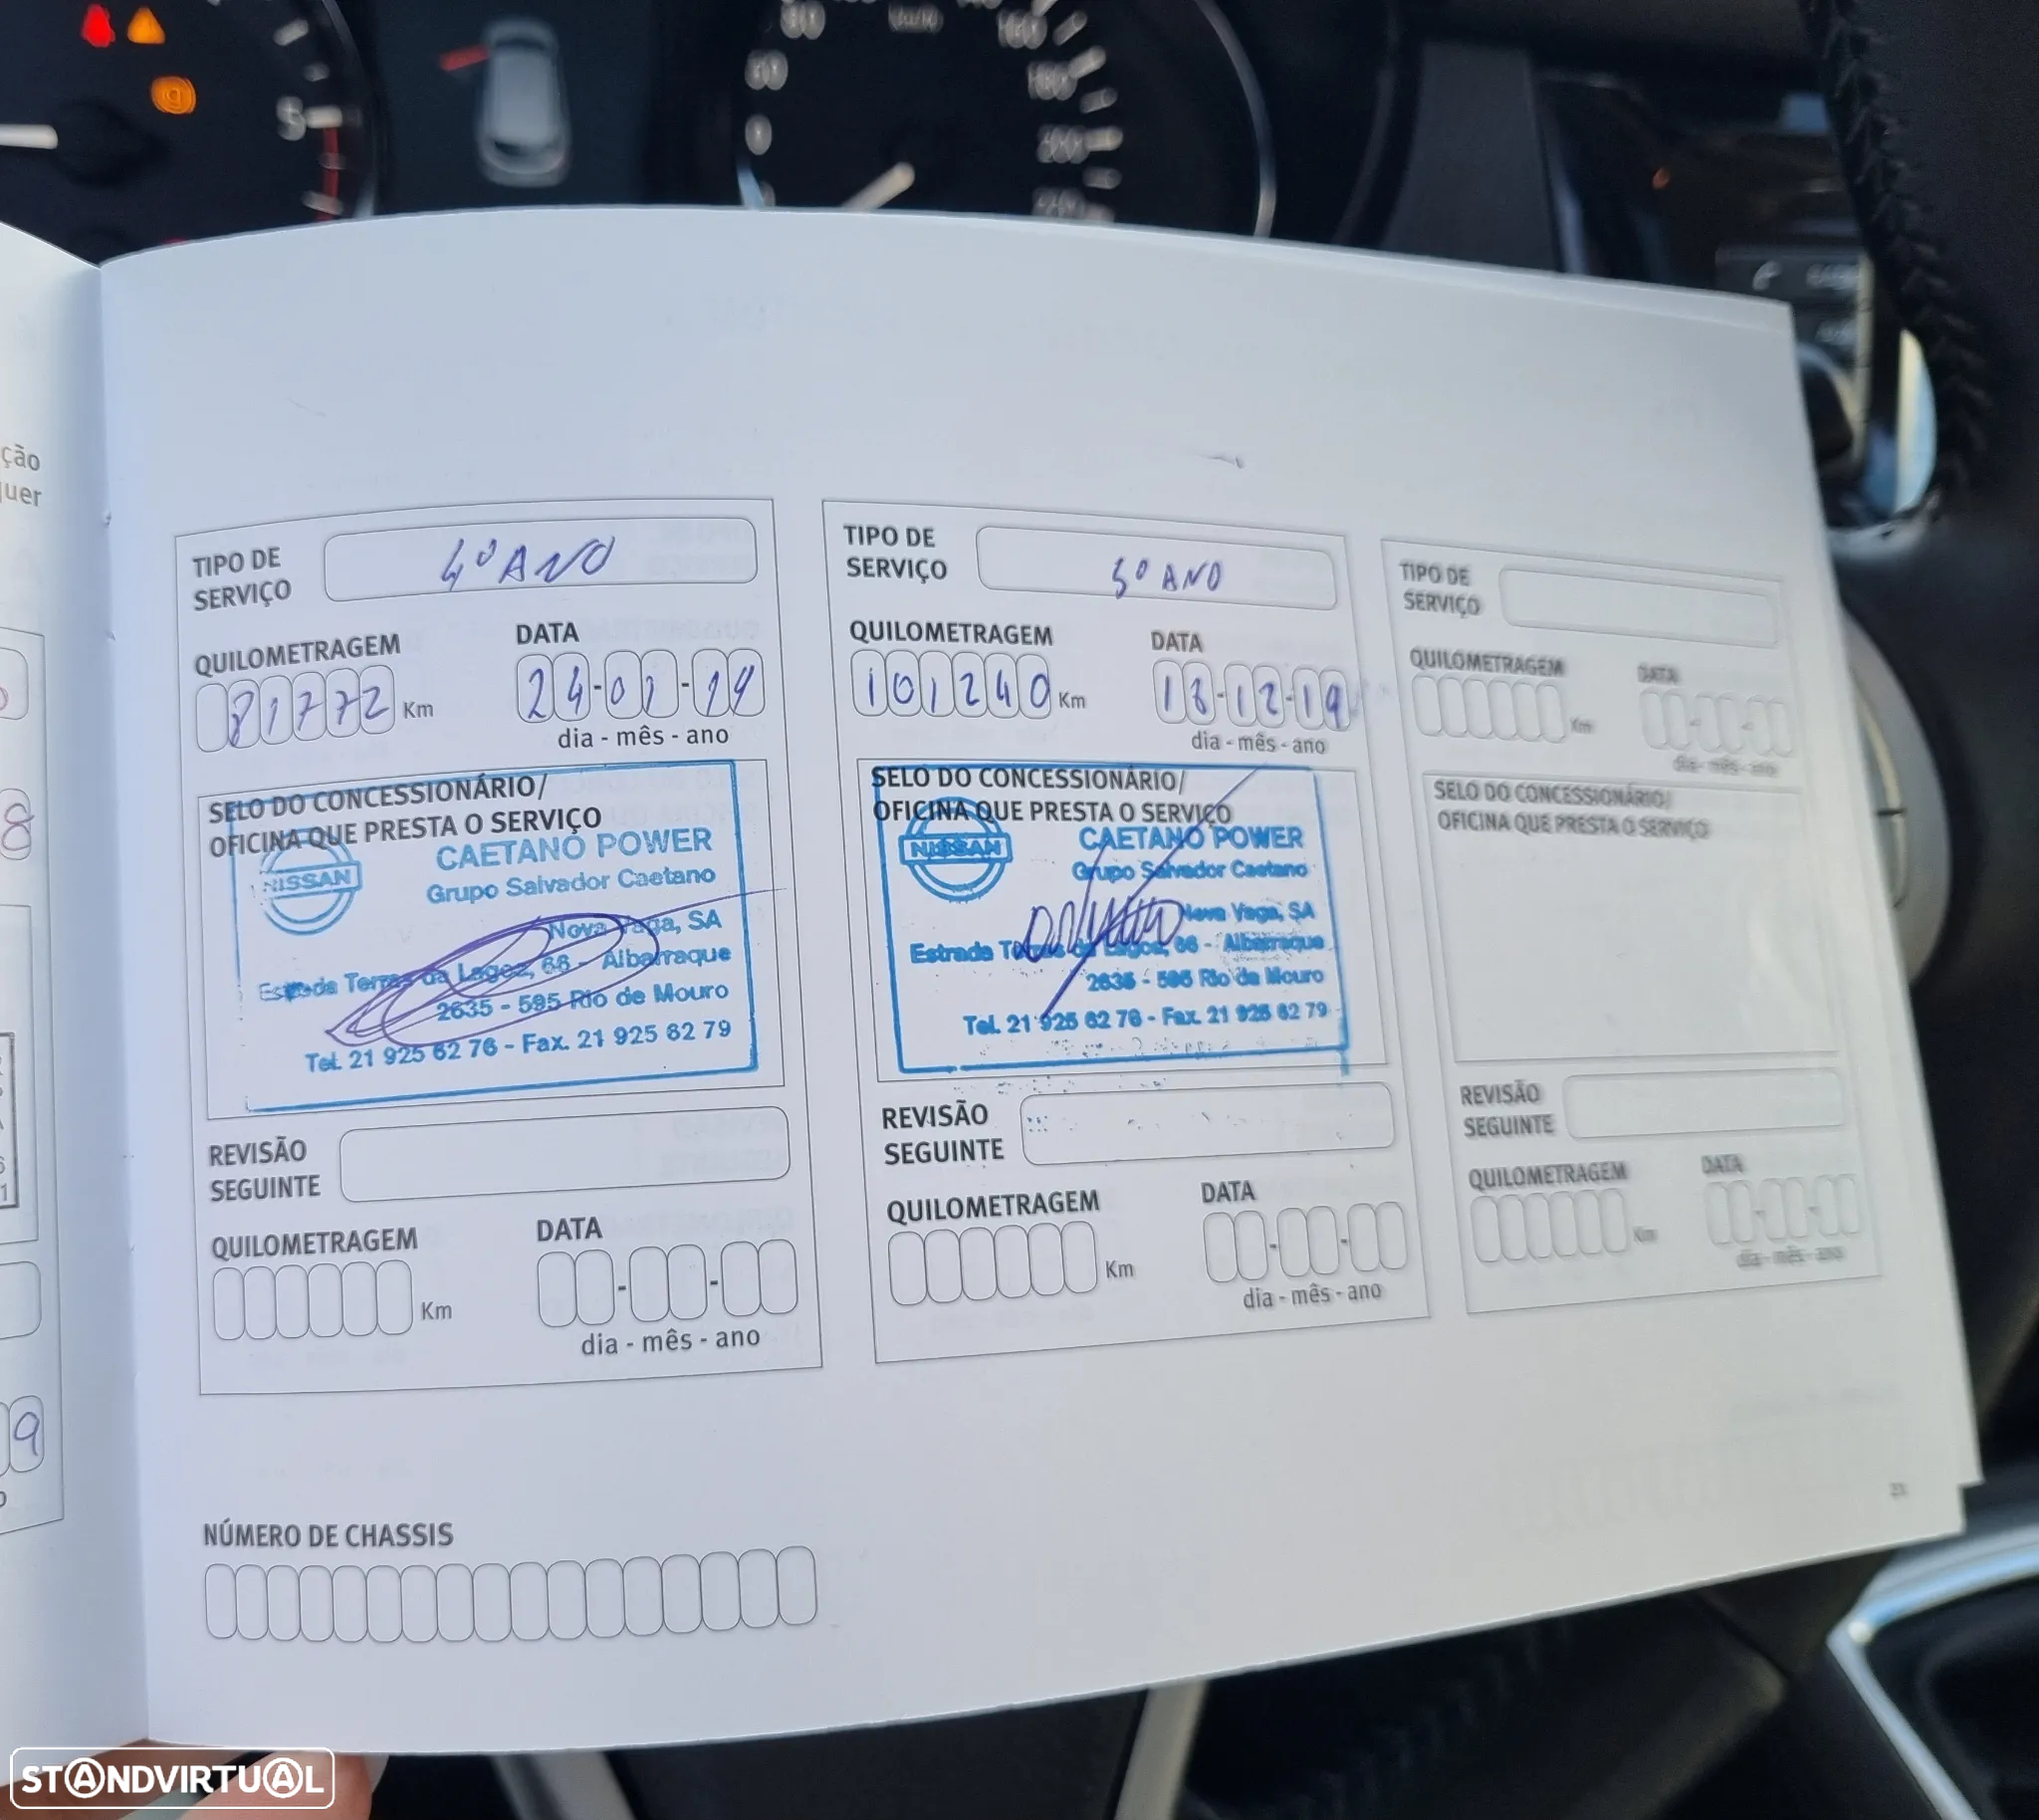 ção
quer
8
9
TIPO DE
SERVIÇO
4º ANO
QUILOMETRAGEM
81772 Km
DATA
24-01-19
dia - mês - ano
SELO DO CONCESSIONÁRIO/
OFICINA QUE PRESTA O SERVIÇO
NISSAN
CAETANO POWER
Grupo Salvador Caetano
Nova Vaga, SA
Estrada Terras da Lagoa, 66 - Albarraque
2635 - 595 Rio de Mouro
Tel. 21 925 62 76 - Fax. 21 925 62 79
REVISÃO
SEGUINTE
QUILOMETRAGEM
Km
DATA
dia - mês - ano
NÚMERO DE CHASSIS
TIPO DE
SERVIÇO
5º ANO
QUILOMETRAGEM
101240 Km
DATA
18-12-19
dia - mês - ano
SELO DO CONCESSIONÁRIO/
OFICINA QUE PRESTA O SERVIÇO
NISSAN
CAETANO POWER
Grupo Salvador Caetano
Nova Vaga, SA
Estrada Terras da Lagoa, 66 - Albarraque
2635 - 595 Rio de Mouro
Tel. 21 925 62 76 - Fax. 21 925 62 79
REVISÃO
SEGUINTE
QUILOMETRAGEM
Km
DATA
dia - mês - ano
TIPO DE
SERVIÇO
QUILOMETRAGEM
Km
DATA
dia - mês - ano
SELO DO CONCESSIONÁRIO/
OFICINA QUE PRESTA O SERVIÇO
REVISÃO
SEGUINTE
QUILOMETRAGEM
Km
DATA
dia - mês - ano
STANDVIRTUAL